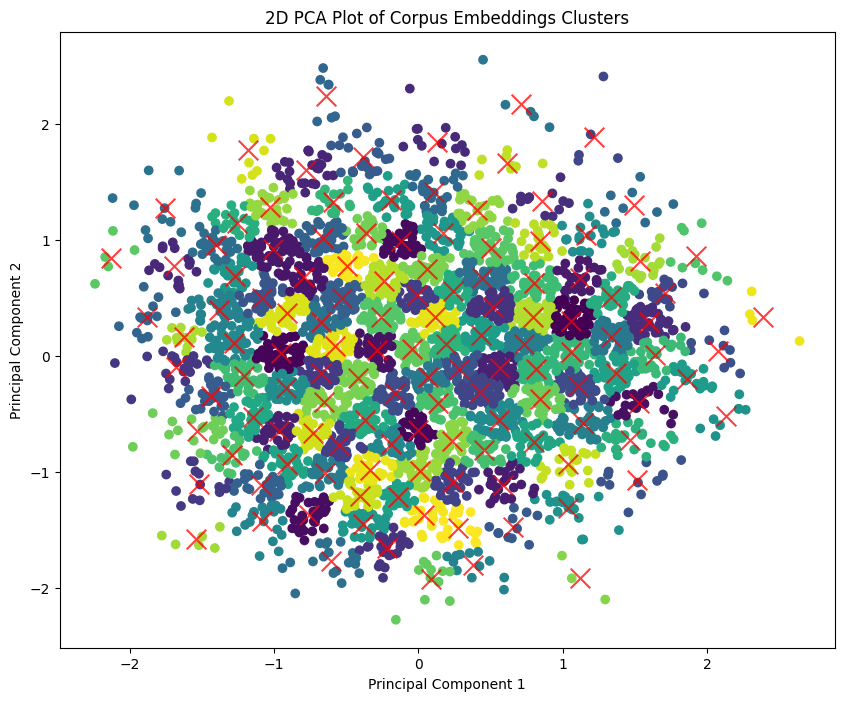 2D PCA Plot of Corpus Embeddings Clusters
Principal Component 2
2
1
0
−1
−2
−2 −1 0 1 2
Principal Component 1